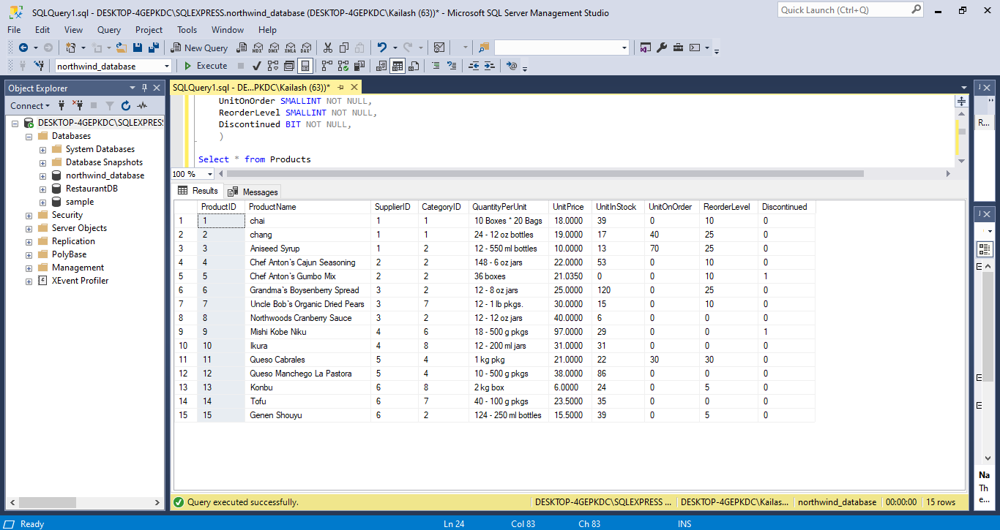 SQLQuery1.sql - DESKTOP-4GEPKDC\SQLEXPRESS.northwind_database (DESKTOP-4GEPKDC\Kailash (63))* - Microsoft SQL Server Management Studio
Quick Launch (Ctrl+Q)
File Edit View Query Project Tools Window Help
New Query MDX DMX XMLA DAX
northwind_database Execute
Object Explorer
SQLQuery1.sql - DE...PKDC\Kailash (63))*
Connect
DESKTOP-4GEPKDC\SQLEXPRESS
Databases
System Databases
Database Snapshots
northwind_database
RestaurantDB
sample
Security
Server Objects
Replication
PolyBase
Management
XEvent Profiler
UnitOnOrder SMALLINT NOT NULL,
ReorderLevel SMALLINT NOT NULL,
Discontinued BIT NOT NULL,
)
Select * from Products
100 %
Results Messages
ProductID ProductName SupplierID CategoryID QuantityPerUnit UnitPrice UnitInStock UnitOnOrder ReorderLevel Discontinued
1 1 chai 1 1 10 Boxes * 20 Bags 18.0000 39 0 10 0
2 2 chang 1 1 24 - 12 oz bottles 19.0000 17 40 25 0
3 3 Aniseed Syrup 1 2 12 - 550 ml bottles 10.0000 13 70 25 0
4 4 Chef Anton`s Cajun Seasoning 2 2 148 - 6 oz jars 22.0000 53 0 10 0
5 5 Chef Anton`s Gumbo Mix 2 2 36 boxes 21.0350 0 0 10 1
6 6 Grandma`s Boysenberry Spread 3 2 12 - 8 oz jars 25.0000 120 0 25 0
7 7 Uncle Bob`s Organic Dried Pears 3 7 12 - 1 lb pkgs. 30.0000 15 0 10 0
8 8 Northwoods Cranberry Sauce 3 2 12 - 12 oz jars 40.0000 6 0 0 0
9 9 Mishi Kobe Niku 4 6 18 - 500 g pkgs 97.0000 29 0 0 1
10 10 Ikura 4 8 12 - 200 ml jars 31.0000 31 0 0 0
11 11 Queso Cabrales 5 4 1 kg pkg 21.0000 22 30 30 0
12 12 Queso Manchego La Pastora 5 4 10 - 500 g pkgs 38.0000 86 0 0 0
13 13 Konbu 6 8 2 kg box 6.0000 24 0 5 0
14 14 Tofu 6 7 40 - 100 g pkgs 23.5000 35 0 0 0
15 15 Genen Shouyu 6 2 124 - 250 ml bottles 15.5000 39 0 5 0
R...
Na
Th
e...
Query executed successfully. DESKTOP-4GEPKDC\SQLEXPRESS ... DESKTOP-4GEPKDC\Kailas... northwind_database 00:00:00 15 rows
Ready Ln 24 Col 83 Ch 83 INS